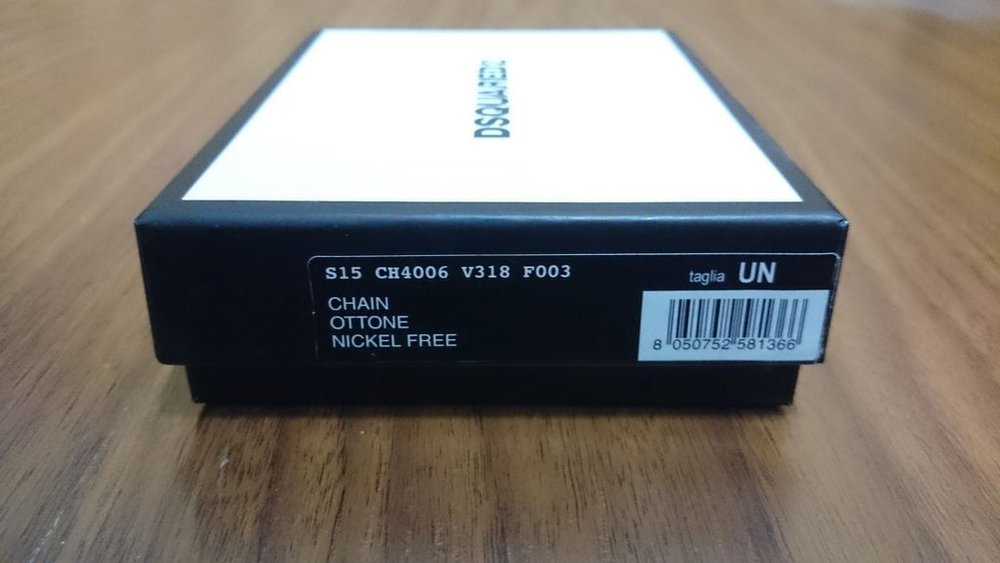 DSQUARED2
S15 CH4006 V318 F003
taglia UN
CHAIN
OTTONE
NICKEL FREE
8 050752 581366